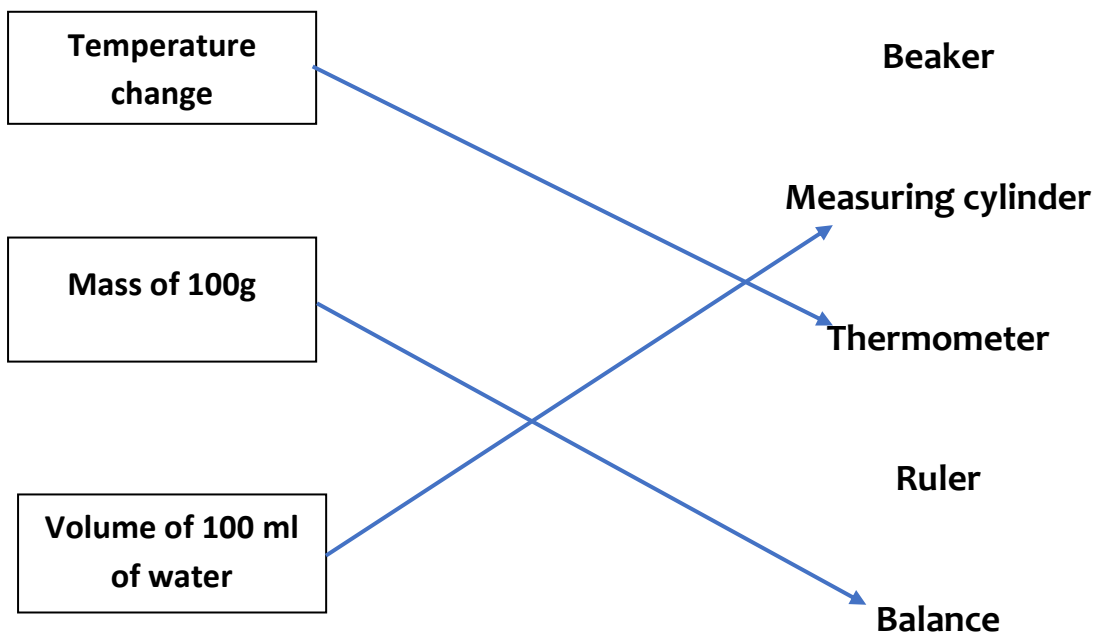 Temperature
change
Beaker
Measuring cylinder
Mass of 100g
Thermometer
Ruler
Volume of 100 ml
of water
Balance